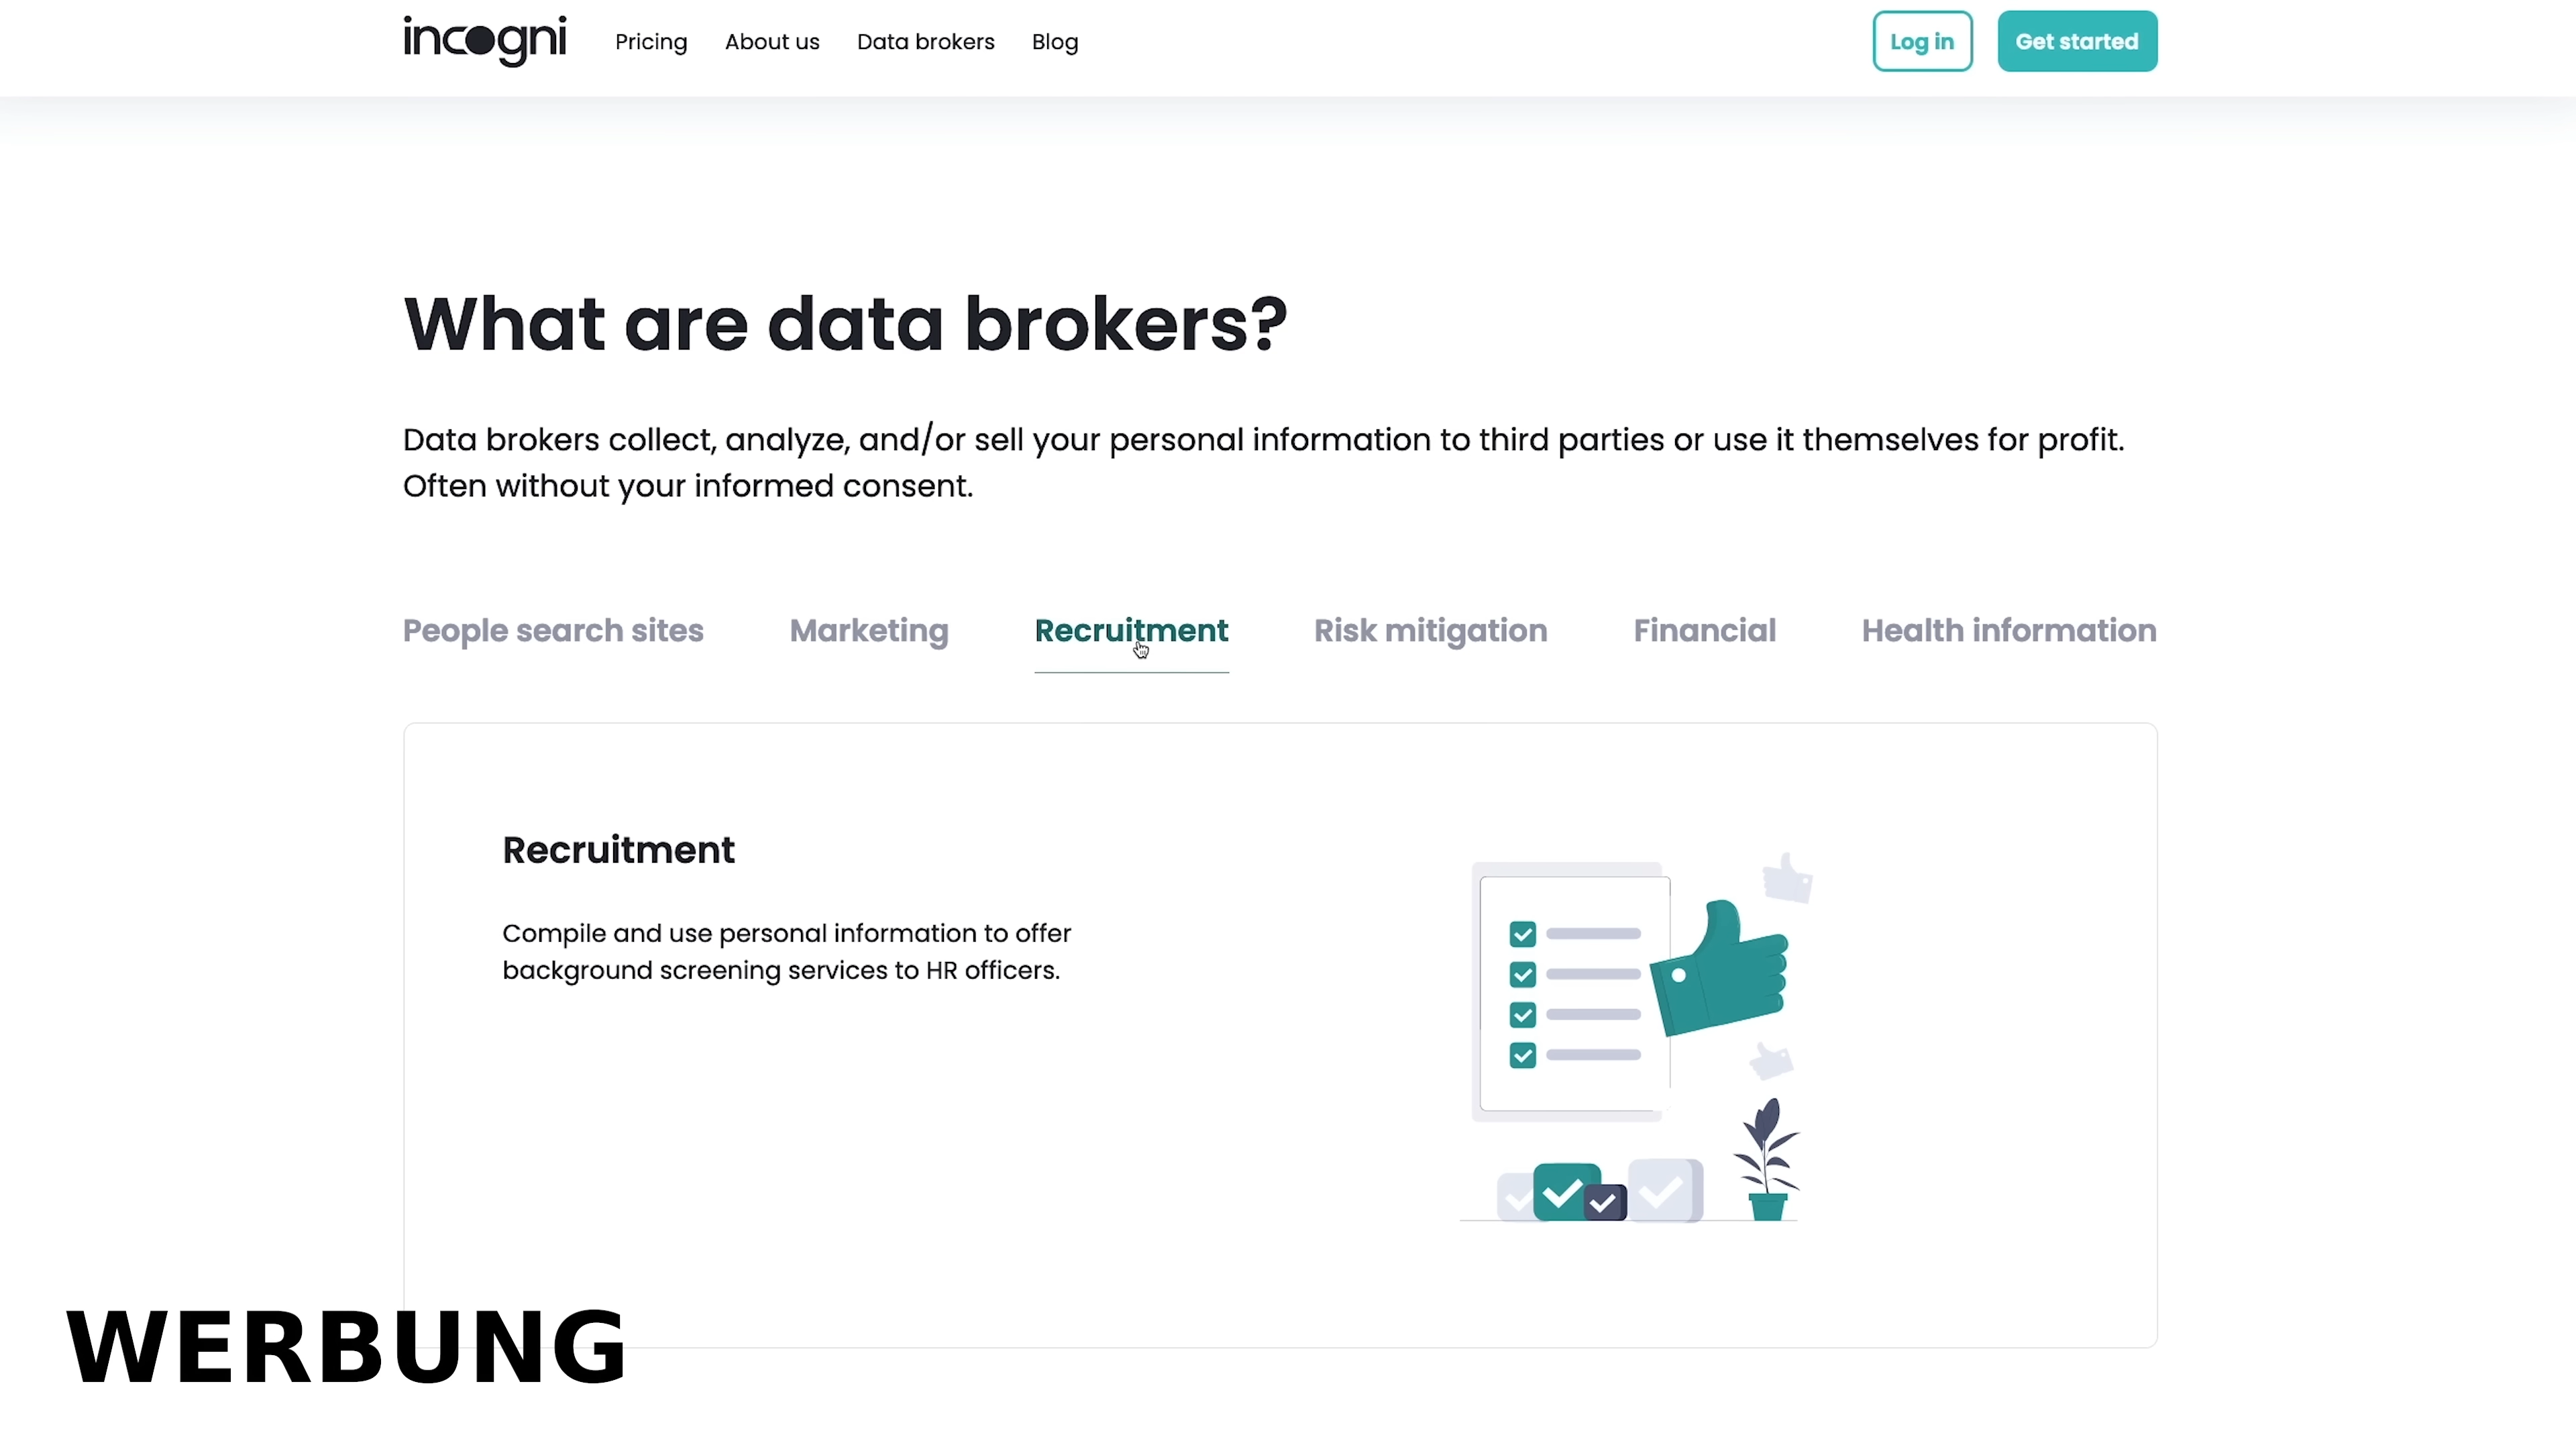 incogni Pricing About us Data brokers Blog Log in Get started
What are data brokers?
Data brokers collect, analyze, and/or sell your personal information to third parties or use it themselves for profit.
Often without your informed consent.
People search sites Marketing Recruitment Risk mitigation Financial Health information
Recruitment
Compile and use personal information to offer
background screening services to HR officers.
WERBUNG